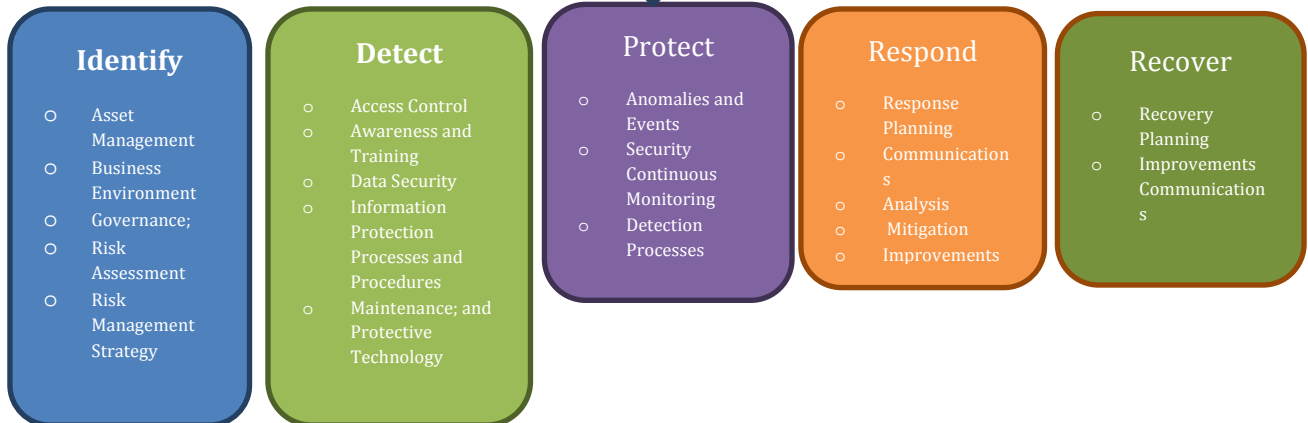 Identify
o Asset
Management
o Business
Environment
o Governance;
o Risk
Assessment
o Risk
Management
Strategy
Detect
o Access Control
o Awareness and
Training
o Data Security
o Information
Protection
Processes and
Procedures
o Maintenance; and
Protective
Technology
Protect
o Anomalies and
Events
o Security
Continuous
Monitoring
o Detection
Processes
Respond
o Response
Planning
o Communication
s
o Analysis
o Mitigation
o Improvements
Recover
o Recovery
Planning
o Improvements
Communication
s